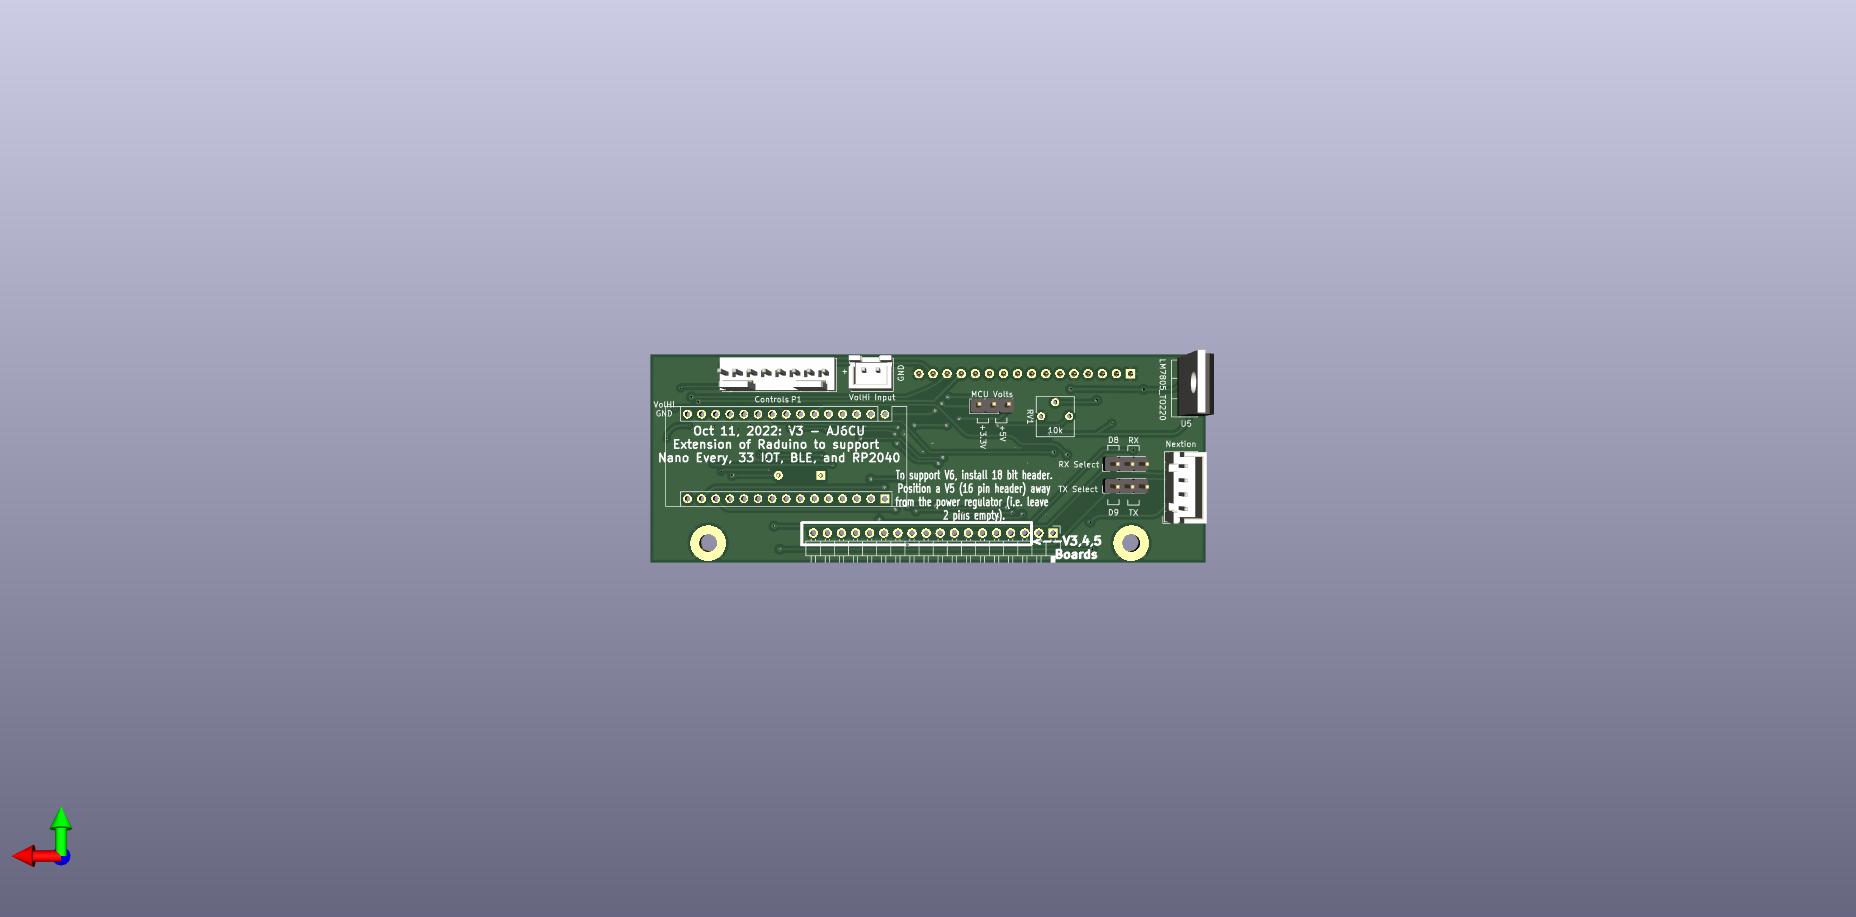 Controls P1
+
VolHi Input
GND
MCU Volts
+3.3V
+5V
RV1
10k
LM7805_TO220
U5
VolHi
GND
Oct 11, 2022: V3 - AJ6CU
Extension of Raduino to support
Nano Every, 33 IOT, BLE, and RP2040
D8 RX
RX Select
TX Select
D9 TX
Nextion
To support V6, install 18 bit header.
Position a V5 (16 pin header) away
from the power regulator (i.e. leave
2 pins empty).
<---V3,4,5
Boards